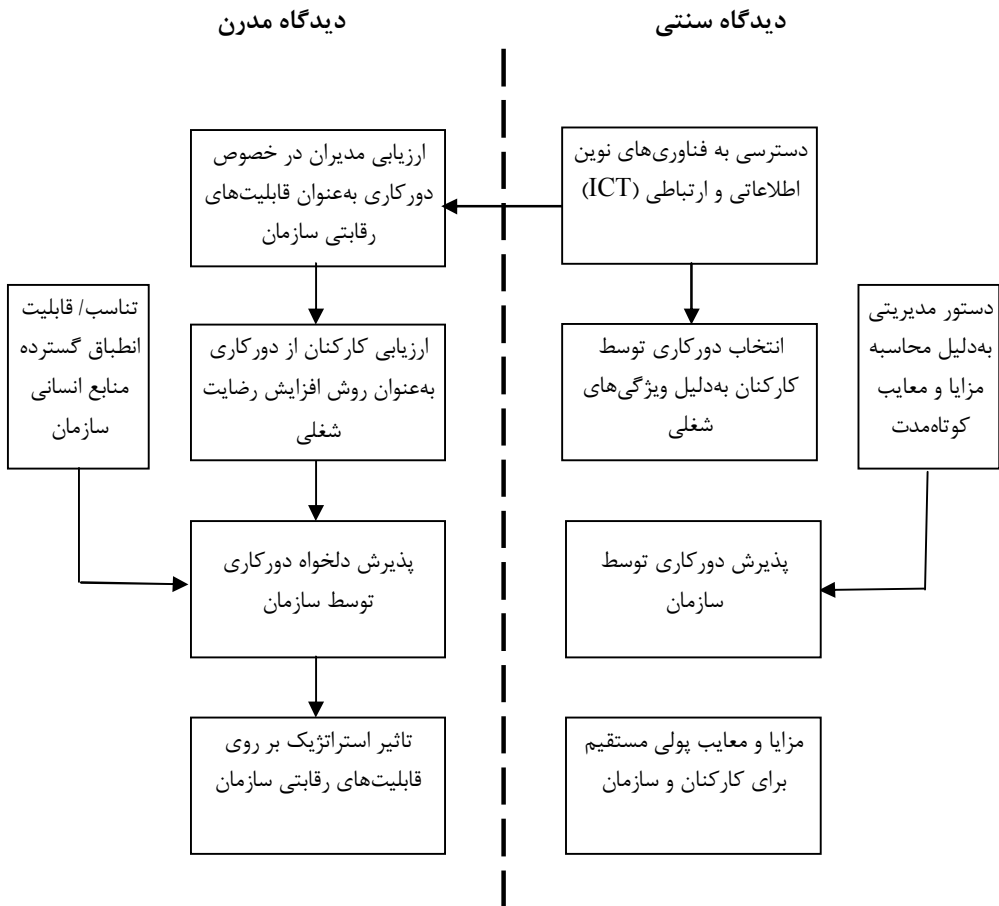 دیدگاه سنتی
دیدگاه مدرن
دسترسی به فناوری‌های نوین
اطلاعاتی و ارتباطی (ICT)
ارزیابی مدیران در خصوص
دورکاری به‌عنوان قابلیت‌های
رقابتی سازمان
دستور مدیریتی
به‌دلیل محاسبه
مزایا و معایب
کوتاه‌مدت
انتخاب دورکاری توسط
کارکنان به‌دلیل ویژگی‌های
شغلی
ارزیابی کارکنان از دورکاری
به‌عنوان روش افزایش رضایت
شغلی
تناسب/ قابلیت
انطباق گسترده
منابع انسانی
سازمان
پذیرش دورکاری توسط
سازمان
پذیرش دلخواه دورکاری
توسط سازمان
مزایا و معایب پولی مستقیم
برای کارکنان و سازمان
تاثیر استراتژیک بر روی
قابلیت‌های رقابتی سازمان